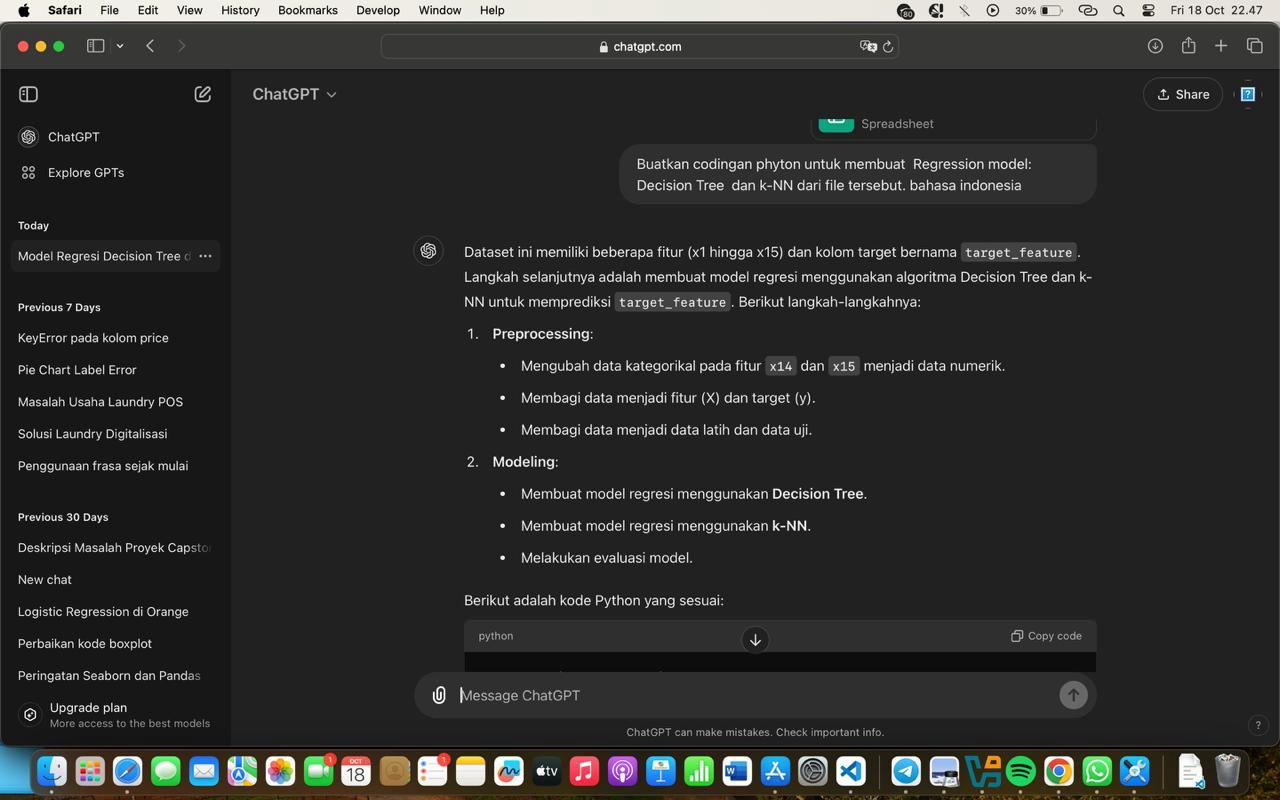 Safari File Edit View History Bookmarks Develop Window Help 80 30% Fri 18 Oct 22.47
chatgpt.com
ChatGPT
Share
ChatGPT
Explore GPTs
Today
Model Regresi Decision Tree d
Previous 7 Days
KeyError pada kolom price
Pie Chart Label Error
Masalah Usaha Laundry POS
Solusi Laundry Digitalisasi
Penggunaan frasa sejak mulai
Previous 30 Days
Deskripsi Masalah Proyek Capsto
New chat
Logistic Regression di Orange
Perbaikan kode boxplot
Peringatan Seaborn dan Pandas
Upgrade plan
More access to the best models
Spreadsheet
Buatkan codingan phyton untuk membuat Regression model:
Decision Tree dan k-NN dari file tersebut. bahasa indonesia
Dataset ini memiliki beberapa fitur (x1 hingga x15) dan kolom target bernama target_feature.
Langkah selanjutnya adalah membuat model regresi menggunakan algoritma Decision Tree dan k-
NN untuk memprediksi target_feature. Berikut langkah-langkahnya:
1. Preprocessing:
• Mengubah data kategorikal pada fitur x14 dan x15 menjadi data numerik.
• Membagi data menjadi fitur (X) dan target (y).
• Membagi data menjadi data latih dan data uji.
2. Modeling:
• Membuat model regresi menggunakan Decision Tree.
• Membuat model regresi menggunakan k-NN.
• Melakukan evaluasi model.
Berikut adalah kode Python yang sesuai:
python
Copy code
Message ChatGPT
ChatGPT can make mistakes. Check important info.
?
1
OCT
18
1
tv